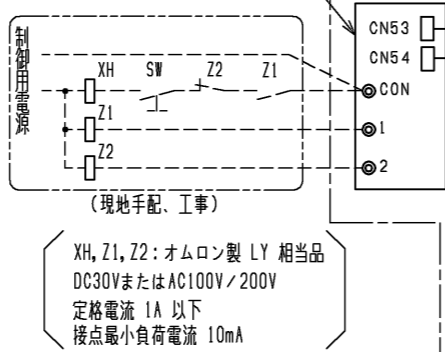 制御用電源
CN53
CN54
XH SW Z2 Z1
CON
Z1
1
Z2
2
(現地手配、工事)
XH,Z1,Z2:オムロン製 LY 相当品
DC30VまたはAC100V/200V
定格電流 1A 以下
接点最小負荷電流 10mA